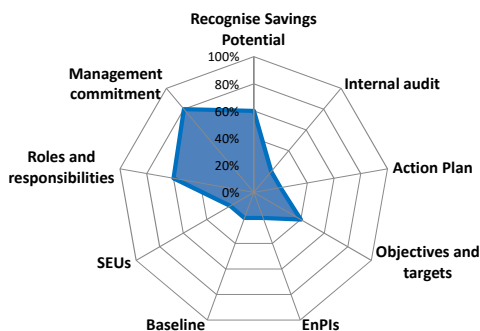 Recognise Savings
Potential
100%
80%
60%
40%
20%
0%
Internal audit
Action Plan
Objectives and
targets
EnPIs
Baseline
SEUs
Roles and
responsibilities
Management
commitment